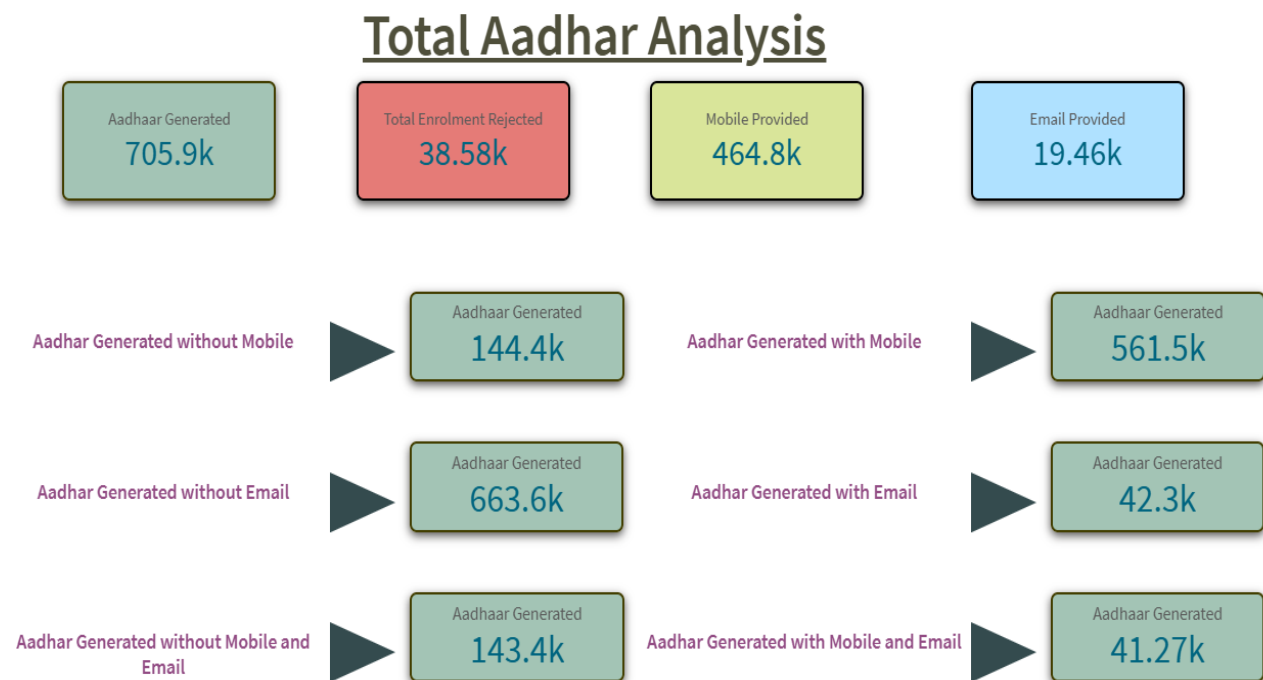 Total Aadhar Analysis
Aadhaar Generated
705.9k
Total Enrolment Rejected
38.58k
Mobile Provided
464.8k
Email Provided
19.46k
Aadhar Generated without Mobile
Aadhaar Generated
144.4k
Aadhar Generated with Mobile
Aadhaar Generated
561.5k
Aadhar Generated without Email
Aadhaar Generated
663.6k
Aadhar Generated with Email
Aadhaar Generated
42.3k
Aadhar Generated without Mobile and
Email
Aadhaar Generated
143.4k
Aadhar Generated with Mobile and Email
Aadhaar Generated
41.27k